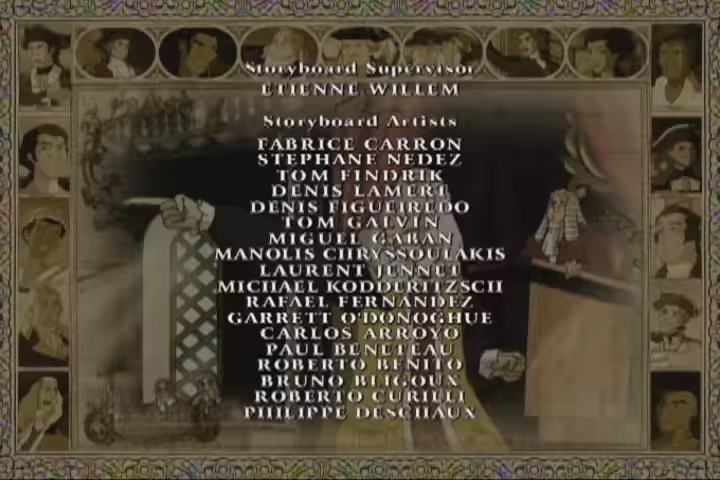 Storyboard Supervisor
ETIENNE WILLEM
Storyboard Artists
FABRICE CARRON
STEPHANE NEDEZ
TOM FINDRIK
DENIS LAMERT
DENIS FIGUEIREDO
TOM GALVIN
MIGUEL GABAN
MANOLIS CHRYSSOULAKIS
LAURENT JENNET
MICHAEL KODDERITZSCH
RAFAEL FERNANDEZ
GARRETT O'DONOGHUE
CARLOS ARROYO
PAUL BENETEAU
ROBERTO BENITO
BRUNO BLIGOUX
ROBERTO CURILLI
PHILIPPE DESCHAUX